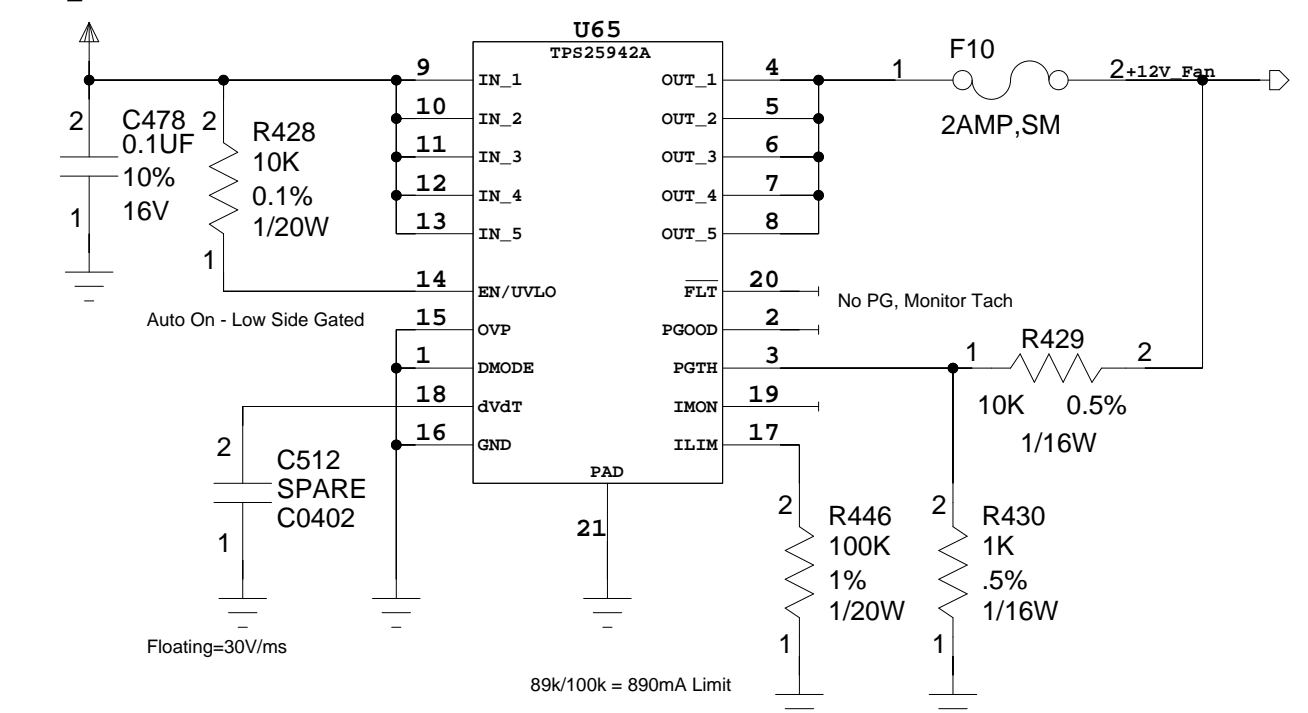 U65
TPS25942A
9 IN_1
10 IN_2
11 IN_3
12 IN_4
13 IN_5
14 EN/UVLO
15 OVP
1 DMODE
18 dVdT
16 GND
OUT_1 4
OUT_2 5
OUT_3 6
OUT_4 7
OUT_5 8
FLT 20
PGOOD 2
PGTH 3
IMON 19
ILIM 17
PAD
21
2
C478
0.1UF
10%
16V
1
2
R428
10K
0.1%
1/20W
1
Auto On - Low Side Gated
2
C512
SPARE
C0402
1
Floating=30V/ms
F10
1
2
+12V_Fan
2AMP,SM
No PG, Monitor Tach
R429
1
2
10K 0.5%
1/16W
2
R446
100K
1%
1/20W
1
2
R430
1K
.5%
1/16W
1
89k/100k = 890mA Limit